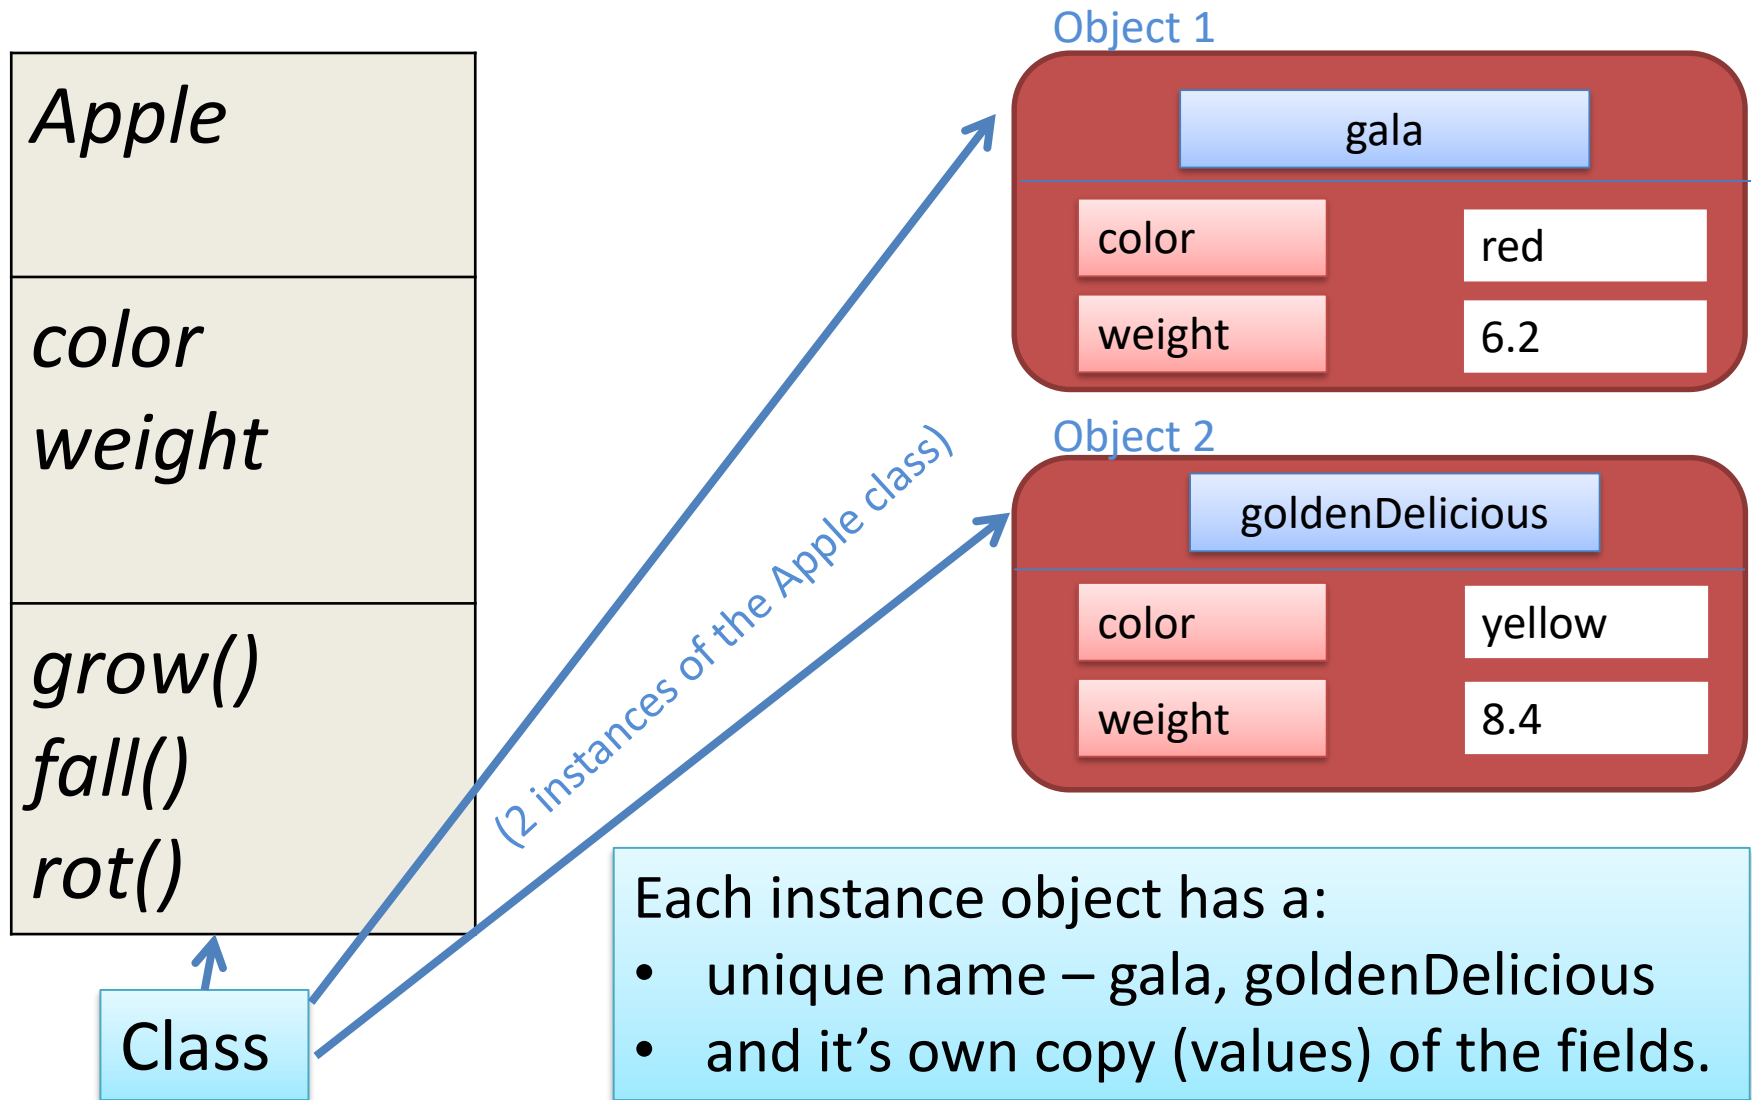 Apple
color
weight
grow()
fall()
rot()
Class
(2 instances of the Apple class)
Object 1
gala
color
red
weight
6.2
Object 2
goldenDelicious
color
yellow
weight
8.4
Each instance object has a:
• unique name – gala, goldenDelicious
• and it’s own copy (values) of the fields.